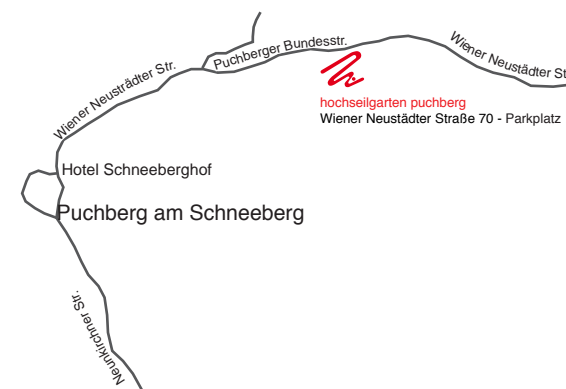 Puchberger Bundesstr.
Wiener Neustädter St
Wiener Neusträdter Str.
hochseilgarten puchberg
Wiener Neustädter Straße 70 - Parkplatz
Hotel Schneeberghof
Puchberg am Schneeberg
Neunkirchner Str.